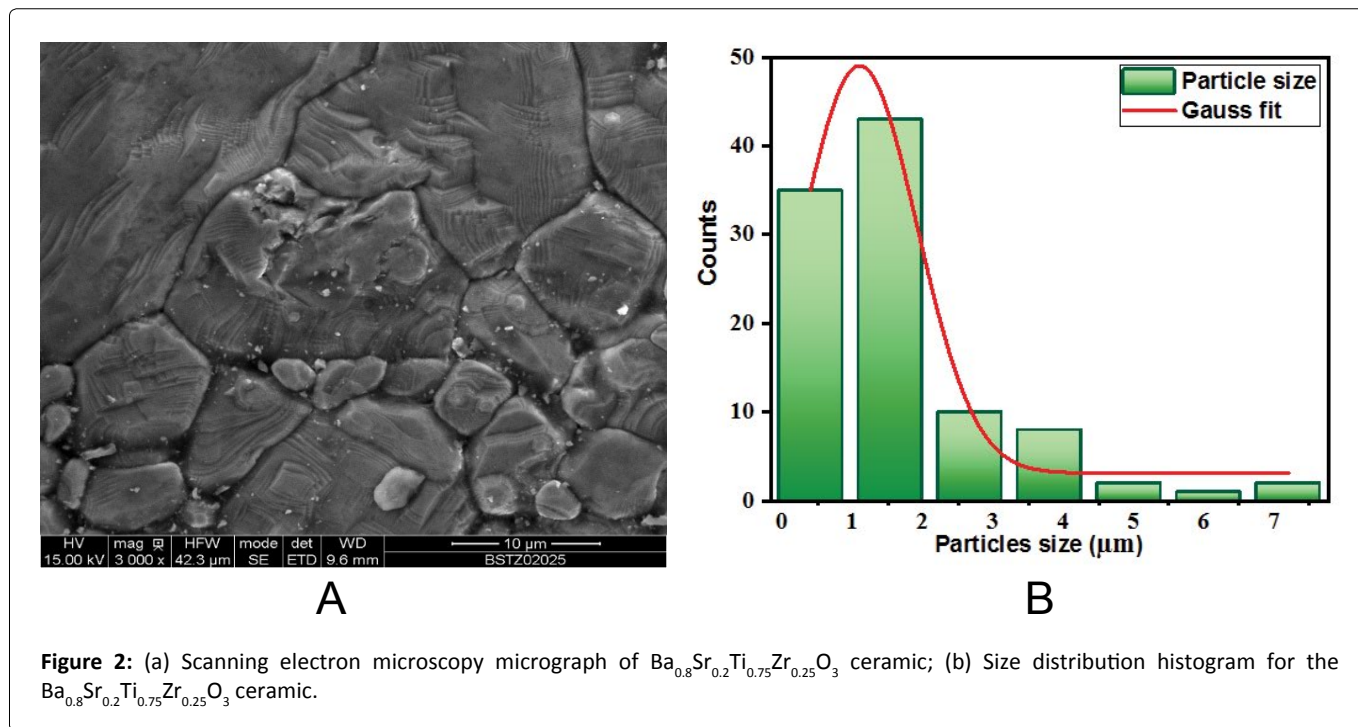 HV mag HFW mode det WD 10 µm
15.00 kV 3 000 x 42.3 µm SE ETD 9.6 mm BSTZ02025
A
50
40
30
20
10
0
Counts
Particle size
Gauss fit
0 1 2 3 4 5 6 7
Particles size (µm)
B
Figure 2: (a) Scanning electron microscopy micrograph of Ba0.8Sr0.2Ti0.75Zr0.25O3 ceramic; (b) Size distribution histogram for the
Ba0.8Sr0.2Ti0.75Zr0.25O3 ceramic.